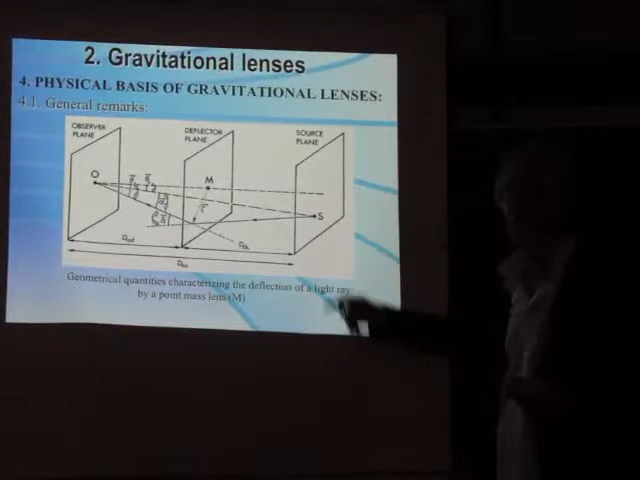 2. Gravitational lenses
4. PHYSICAL BASIS OF GRAVITATIONAL LENSES:
4.1. General remarks:
OBSERVER
PLANE
DEFLECTOR
PLANE
SOURCE
PLANE
O
M
S
Geometrical quantities characterizing the deflection of a light ray
by a point mass lens (M).